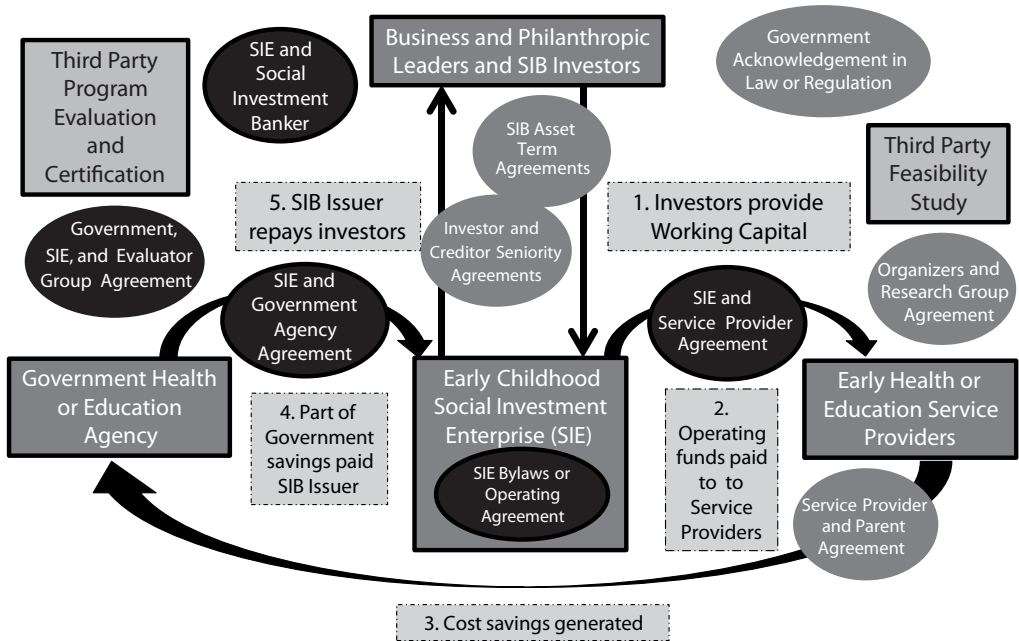 Third Party
Program
Evaluation
and
Certification
SIE and
Social
Investment
Banker
Business and Philanthropic
Leaders and SIB Investors
Government
Acknowledgement in
Law or Regulation
SIB Asset
Term
Agreements
Third Party
Feasibility
Study
5. SIB Issuer
repays investors
1. Investors provide
Working Capital
Government,
SIE, and Evaluator
Group Agreement
Investor and
Creditor Seniority
Agreements
SIE and
Government
Agency
Agreement
SIE and
Service Provider
Agreement
Organizers and
Research Group
Agreement
Government Health
or Education
Agency
Early Childhood
Social Investment
Enterprise (SIE)
SIE Bylaws or
Operating
Agreement
Early Health or
Education Service
Providers
4. Part of
Government
savings paid
SIB Issuer
2.
Operating
funds paid
to to
Service
Providers
Service Provider
and Parent
Agreement
3. Cost savings generated